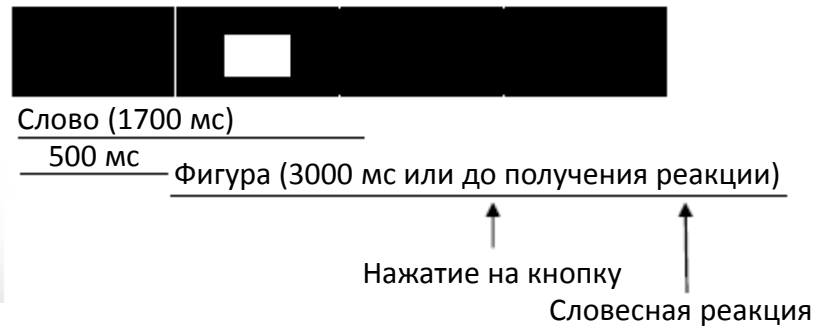 Слово (1700 мс)
500 мс
Фигура (3000 мс или до получения реакции)
Нажатие на кнопку
Словесная реакция